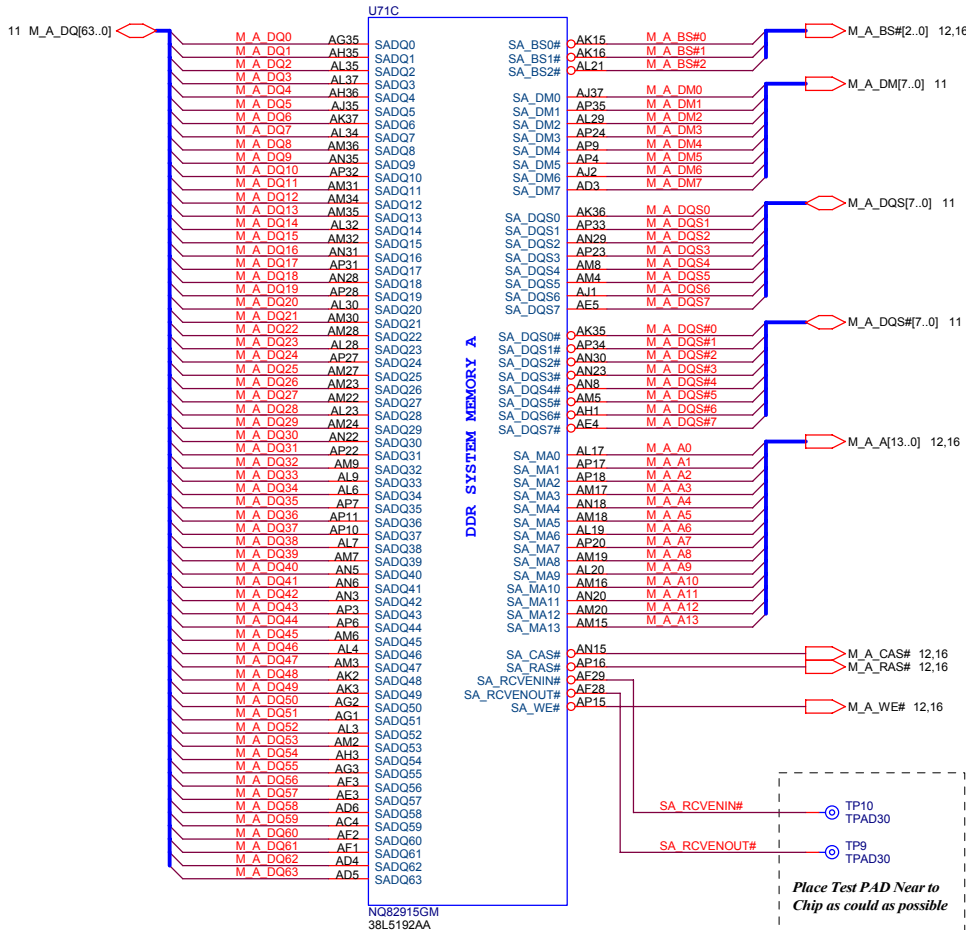 U71C
11 M_A_DQ[63..0]
M_A_DQ0 AG35 SADQ0
M_A_DQ1 AH35 SADQ1
M_A_DQ2 AL35 SADQ2
M_A_DQ3 AL37 SADQ3
M_A_DQ4 AH36 SADQ4
M_A_DQ5 AJ35 SADQ5
M_A_DQ6 AK37 SADQ6
M_A_DQ7 AL34 SADQ7
M_A_DQ8 AM36 SADQ8
M_A_DQ9 AN35 SADQ9
M_A_DQ10 AP32 SADQ10
M_A_DQ11 AM31 SADQ11
M_A_DQ12 AM34 SADQ12
M_A_DQ13 AM35 SADQ13
M_A_DQ14 AL32 SADQ14
M_A_DQ15 AM32 SADQ15
M_A_DQ16 AN31 SADQ16
M_A_DQ17 AP31 SADQ17
M_A_DQ18 AN28 SADQ18
M_A_DQ19 AP28 SADQ19
M_A_DQ20 AL30 SADQ20
M_A_DQ21 AM30 SADQ21
M_A_DQ22 AM28 SADQ22
M_A_DQ23 AL28 SADQ23
M_A_DQ24 AP27 SADQ24
M_A_DQ25 AM27 SADQ25
M_A_DQ26 AM23 SADQ26
M_A_DQ27 AM22 SADQ27
M_A_DQ28 AL23 SADQ28
M_A_DQ29 AM24 SADQ29
M_A_DQ30 AN22 SADQ30
M_A_DQ31 AP22 SADQ31
M_A_DQ32 AM9 SADQ32
M_A_DQ33 AL9 SADQ33
M_A_DQ34 AL6 SADQ34
M_A_DQ35 AP7 SADQ35
M_A_DQ36 AP11 SADQ36
M_A_DQ37 AP10 SADQ37
M_A_DQ38 AL7 SADQ38
M_A_DQ39 AM7 SADQ39
M_A_DQ40 AN5 SADQ40
M_A_DQ41 AN6 SADQ41
M_A_DQ42 AN3 SADQ42
M_A_DQ43 AP3 SADQ43
M_A_DQ44 AP6 SADQ44
M_A_DQ45 AM6 SADQ45
M_A_DQ46 AL4 SADQ46
M_A_DQ47 AM3 SADQ47
M_A_DQ48 AK2 SADQ48
M_A_DQ49 AK3 SADQ49
M_A_DQ50 AG2 SADQ50
M_A_DQ51 AG1 SADQ51
M_A_DQ52 AL3 SADQ52
M_A_DQ53 AM2 SADQ53
M_A_DQ54 AH3 SADQ54
M_A_DQ55 AG3 SADQ55
M_A_DQ56 AF3 SADQ56
M_A_DQ57 AE3 SADQ57
M_A_DQ58 AD6 SADQ58
M_A_DQ59 AC4 SADQ59
M_A_DQ60 AF2 SADQ60
M_A_DQ61 AF1 SADQ61
M_A_DQ62 AD4 SADQ62
M_A_DQ63 AD5 SADQ63
DDR SYSTEM MEMORY A
SA_BS0# AK15 M_A_BS#0
SA_BS1# AK16 M_A_BS#1
SA_BS2# AL21 M_A_BS#2
M_A_BS#[2..0] 12,16
SA_DM0 AJ37 M_A_DM0
SA_DM1 AP35 M_A_DM1
SA_DM2 AL29 M_A_DM2
SA_DM3 AP24 M_A_DM3
SA_DM4 AP9 M_A_DM4
SA_DM5 AP4 M_A_DM5
SA_DM6 AJ2 M_A_DM6
SA_DM7 AD3 M_A_DM7
M_A_DM[7..0] 11
SA_DQS0 AK36 M_A_DQS0
SA_DQS1 AP33 M_A_DQS1
SA_DQS2 AN29 M_A_DQS2
SA_DQS3 AP23 M_A_DQS3
SA_DQS4 AM8 M_A_DQS4
SA_DQS5 AM4 M_A_DQS5
SA_DQS6 AJ1 M_A_DQS6
SA_DQS7 AE5 M_A_DQS7
M_A_DQS[7..0] 11
SA_DQS0# AK35 M_A_DQS#0
SA_DQS1# AP34 M_A_DQS#1
SA_DQS2# AN30 M_A_DQS#2
SA_DQS3# AN23 M_A_DQS#3
SA_DQS4# AN8 M_A_DQS#4
SA_DQS5# AM5 M_A_DQS#5
SA_DQS6# AH1 M_A_DQS#6
SA_DQS7# AE4 M_A_DQS#7
M_A_DQS#[7..0] 11
SA_MA0 AL17 M_A_A0
SA_MA1 AP17 M_A_A1
SA_MA2 AP18 M_A_A2
SA_MA3 AM17 M_A_A3
SA_MA4 AN18 M_A_A4
SA_MA5 AM18 M_A_A5
SA_MA6 AL19 M_A_A6
SA_MA7 AP20 M_A_A7
SA_MA8 AM19 M_A_A8
SA_MA9 AL20 M_A_A9
SA_MA10 AM16 M_A_A10
SA_MA11 AN20 M_A_A11
SA_MA12 AM20 M_A_A12
SA_MA13 AM15 M_A_A13
M_A_A[13..0] 12,16
SA_CAS# AN15 M_A_CAS# 12,16
SA_RAS# AP16 M_A_RAS# 12,16
SA_RCVENIN# AF29
SA_RCVENOUT# AF28
SA_WE# AP15 M_A_WE# 12,16
SA_RCVENIN# TP10
TPAD30
SA_RCVENOUT# TP9
TPAD30
Place Test PAD Near to
Chip as could as possible
NQ82915GM
38L5192AA